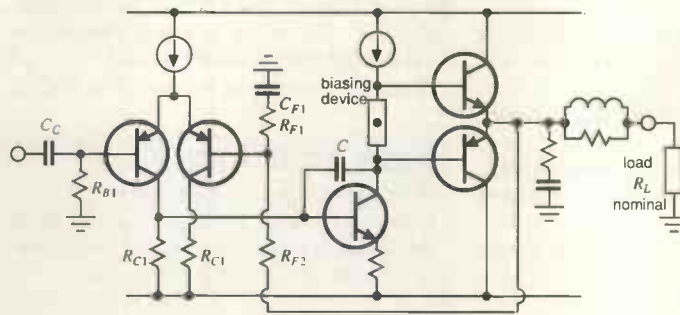 biasing
device
C_F1
R_F1
C_C
C
R_B1
load
R_L
nominal
R_C1
R_C1
R_F2